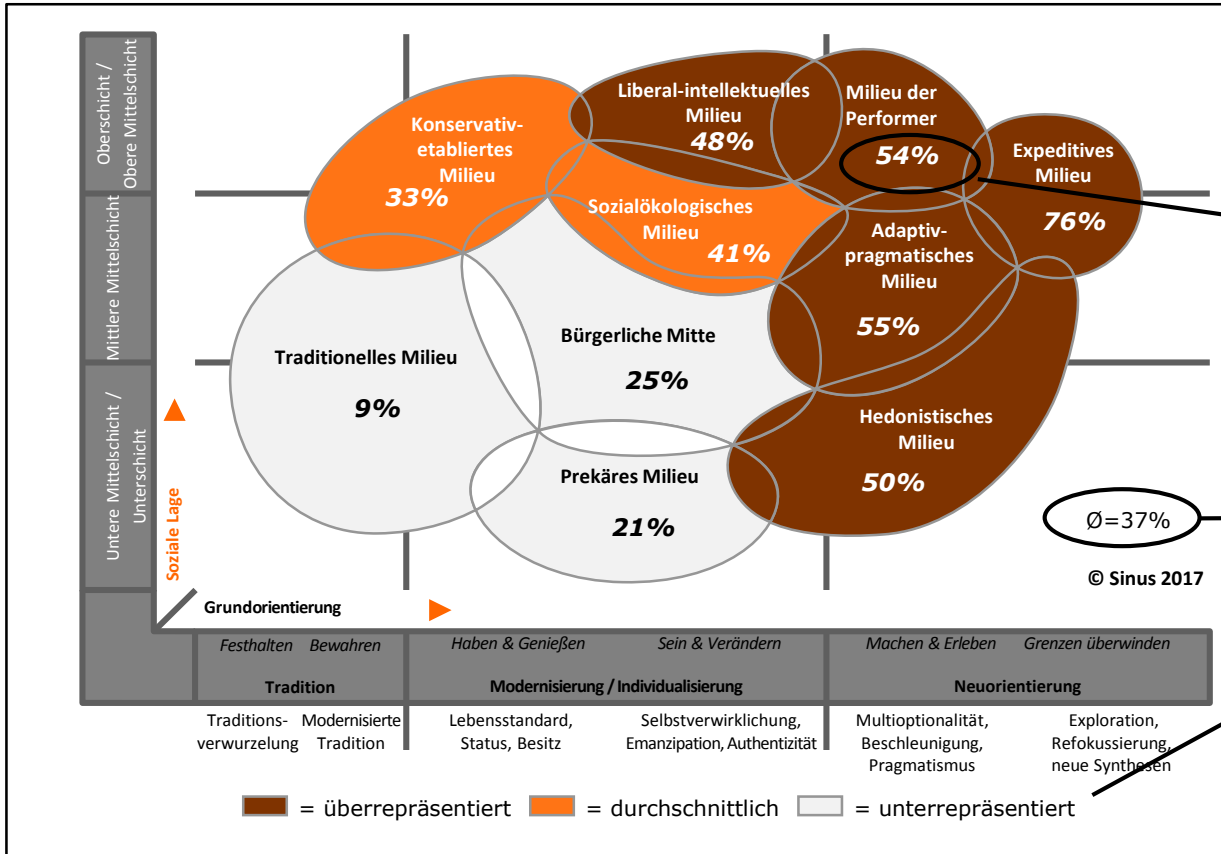 Oberschicht /
Obere Mittelschicht
Mittlere Mittelschicht
Untere Mittelschicht /
Unterschicht
Soziale Lage
Konservativ-
etabliertes
Milieu
33%
Liberal-intellektuelles
Milieu
48%
Milieu der
Performer
54%
Expeditives
Milieu
76%
Sozialökologisches
Milieu
41%
Adaptiv-
pragmatisches
Milieu
55%
Traditionelles Milieu
9%
Bürgerliche Mitte
25%
Hedonistisches
Milieu
50%
Prekäres Milieu
21%
Ø=37%
© Sinus 2017
Grundorientierung
Festhalten Bewahren
Haben & Genießen Sein & Verändern
Machen & Erleben Grenzen überwinden
Tradition
Modernisierung / Individualisierung
Neuorientierung
Traditions-
verwurzelung
Modernisierte
Tradition
Lebensstandard,
Status, Besitz
Selbstverwirklichung,
Emanzipation, Authentizität
Multioptionalität,
Beschleunigung,
Pragmatismus
Exploration,
Refokussierung,
neue Synthesen
= überrepräsentiert = durchschnittlich = unterrepräsentiert